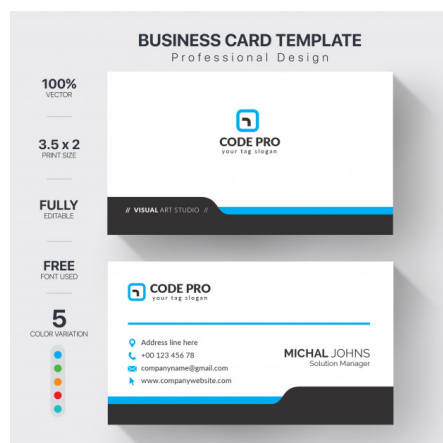 BUSINESS CARD TEMPLATE
Professional Design
100%
VECTOR
3.5 x 2
PRINT SIZE
FULLY
EDITABLE
FREE
FONT USED
5
COLOR VARIATION
CODE PRO
your tag slogan
// VISUAL ART STUDIO //
CODE PRO
your tag slogan
Address line here
+00 123 456 78
companyname@gmail.com
www.companywebsite.com
MICHAL JOHNS
Solution Manager